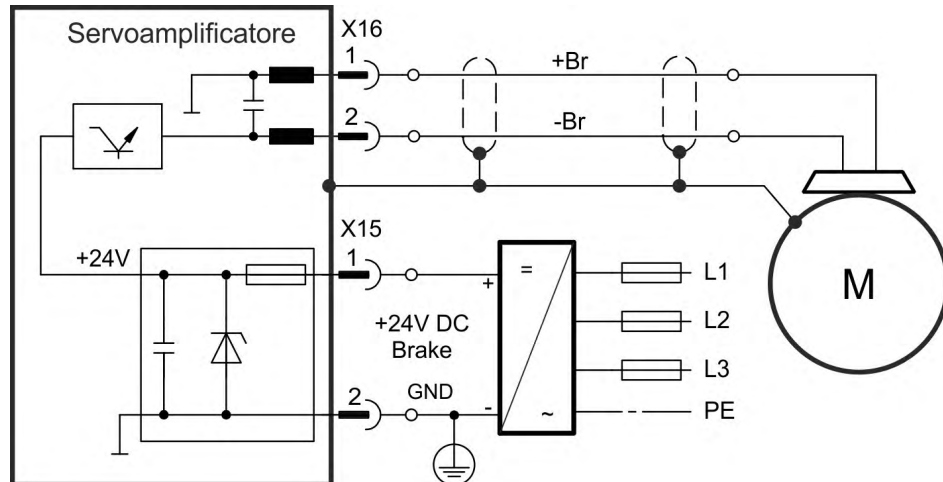 Servoamplificatore
X16
1
+Br
2
-Br
X15
+24V
1
+
=
L1
+24V DC
Brake
L2
L3
2
GND
-
~
PE
M